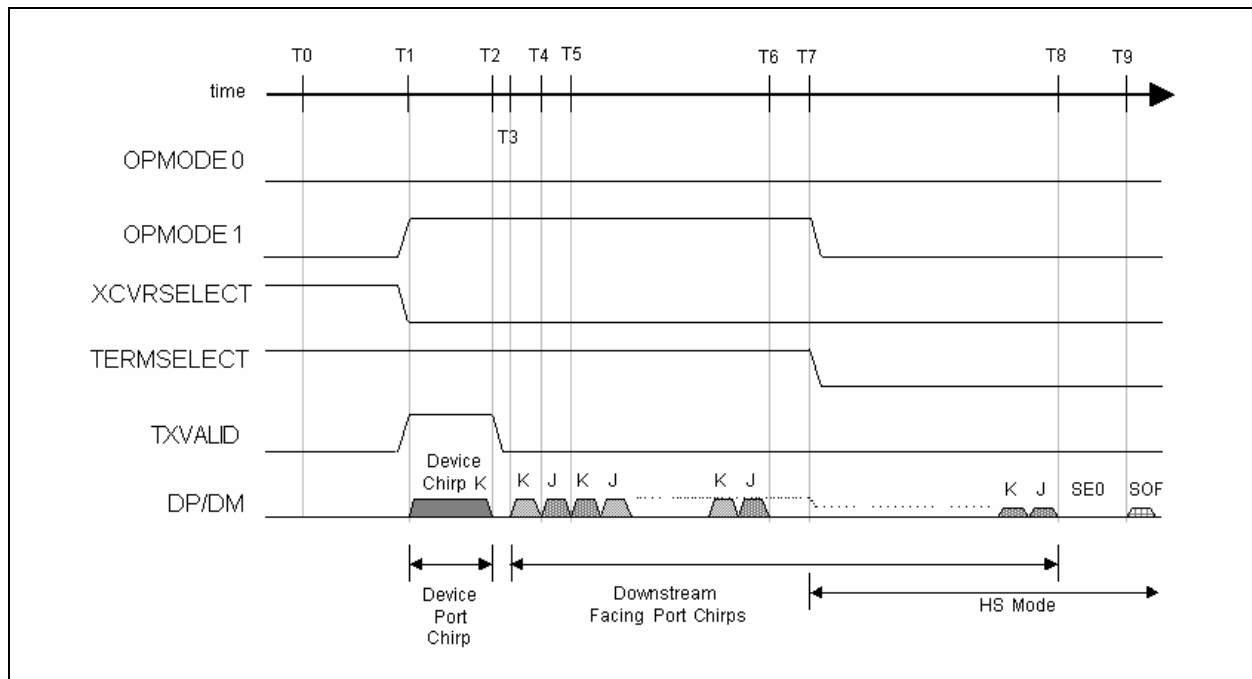 T0 T1 T2 T4 T5 T6 T7 T8 T9
time
T3
OPMODE 0
OPMODE 1
XCVRSELECT
TERMSELECT
TXVALID
Device
Chirp K
K J K J K J K J SE0 SOF
DP/DM
Device
Port
Chirp
Downstream
Facing Port Chirps
HS Mode